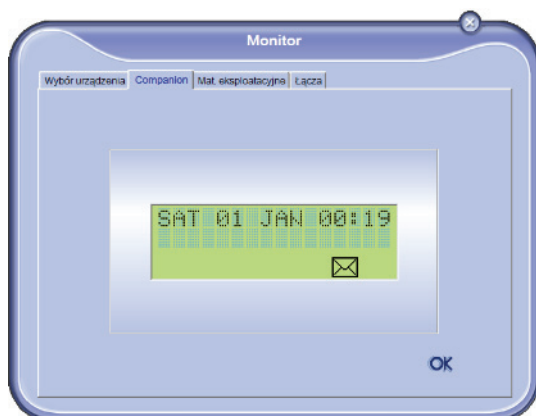 Monitor
Wybór urządzenia Companion Mat. eksploatacyjne Łącza
SAT 01 JAN 00:19
OK